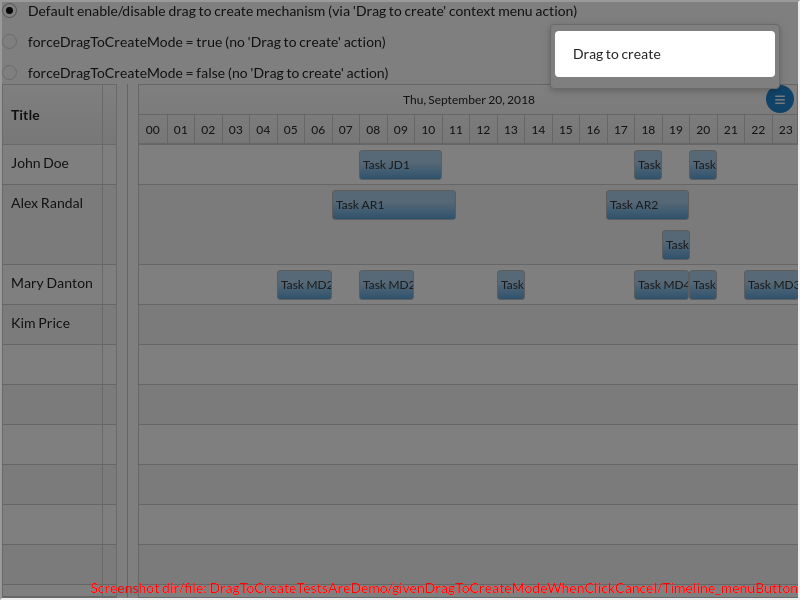 Default enable/disable drag to create mechanism (via 'Drag to create' context menu action)
forceDragToCreateMode = true (no 'Drag to create' action)
Drag to create
forceDragToCreateMode = false (no 'Drag to create' action)
Title
Thu, September 20, 2018
00 01 02 03 04 05 06 07 08 09 10 11 12 13 14 15 16 17 18 19 20 21 22 23
John Doe
Task JD1
Task
Task
Alex Randal
Task AR1
Task AR2
Task
Mary Danton
Task MD2
Task MD2
Task
Task MD4
Task
Task MD3
Kim Price
Screenshot dir/file: DragToCreateTestsAreDemo/givenDragToCreateModeWhenClickCancel/Timeline_menuButton